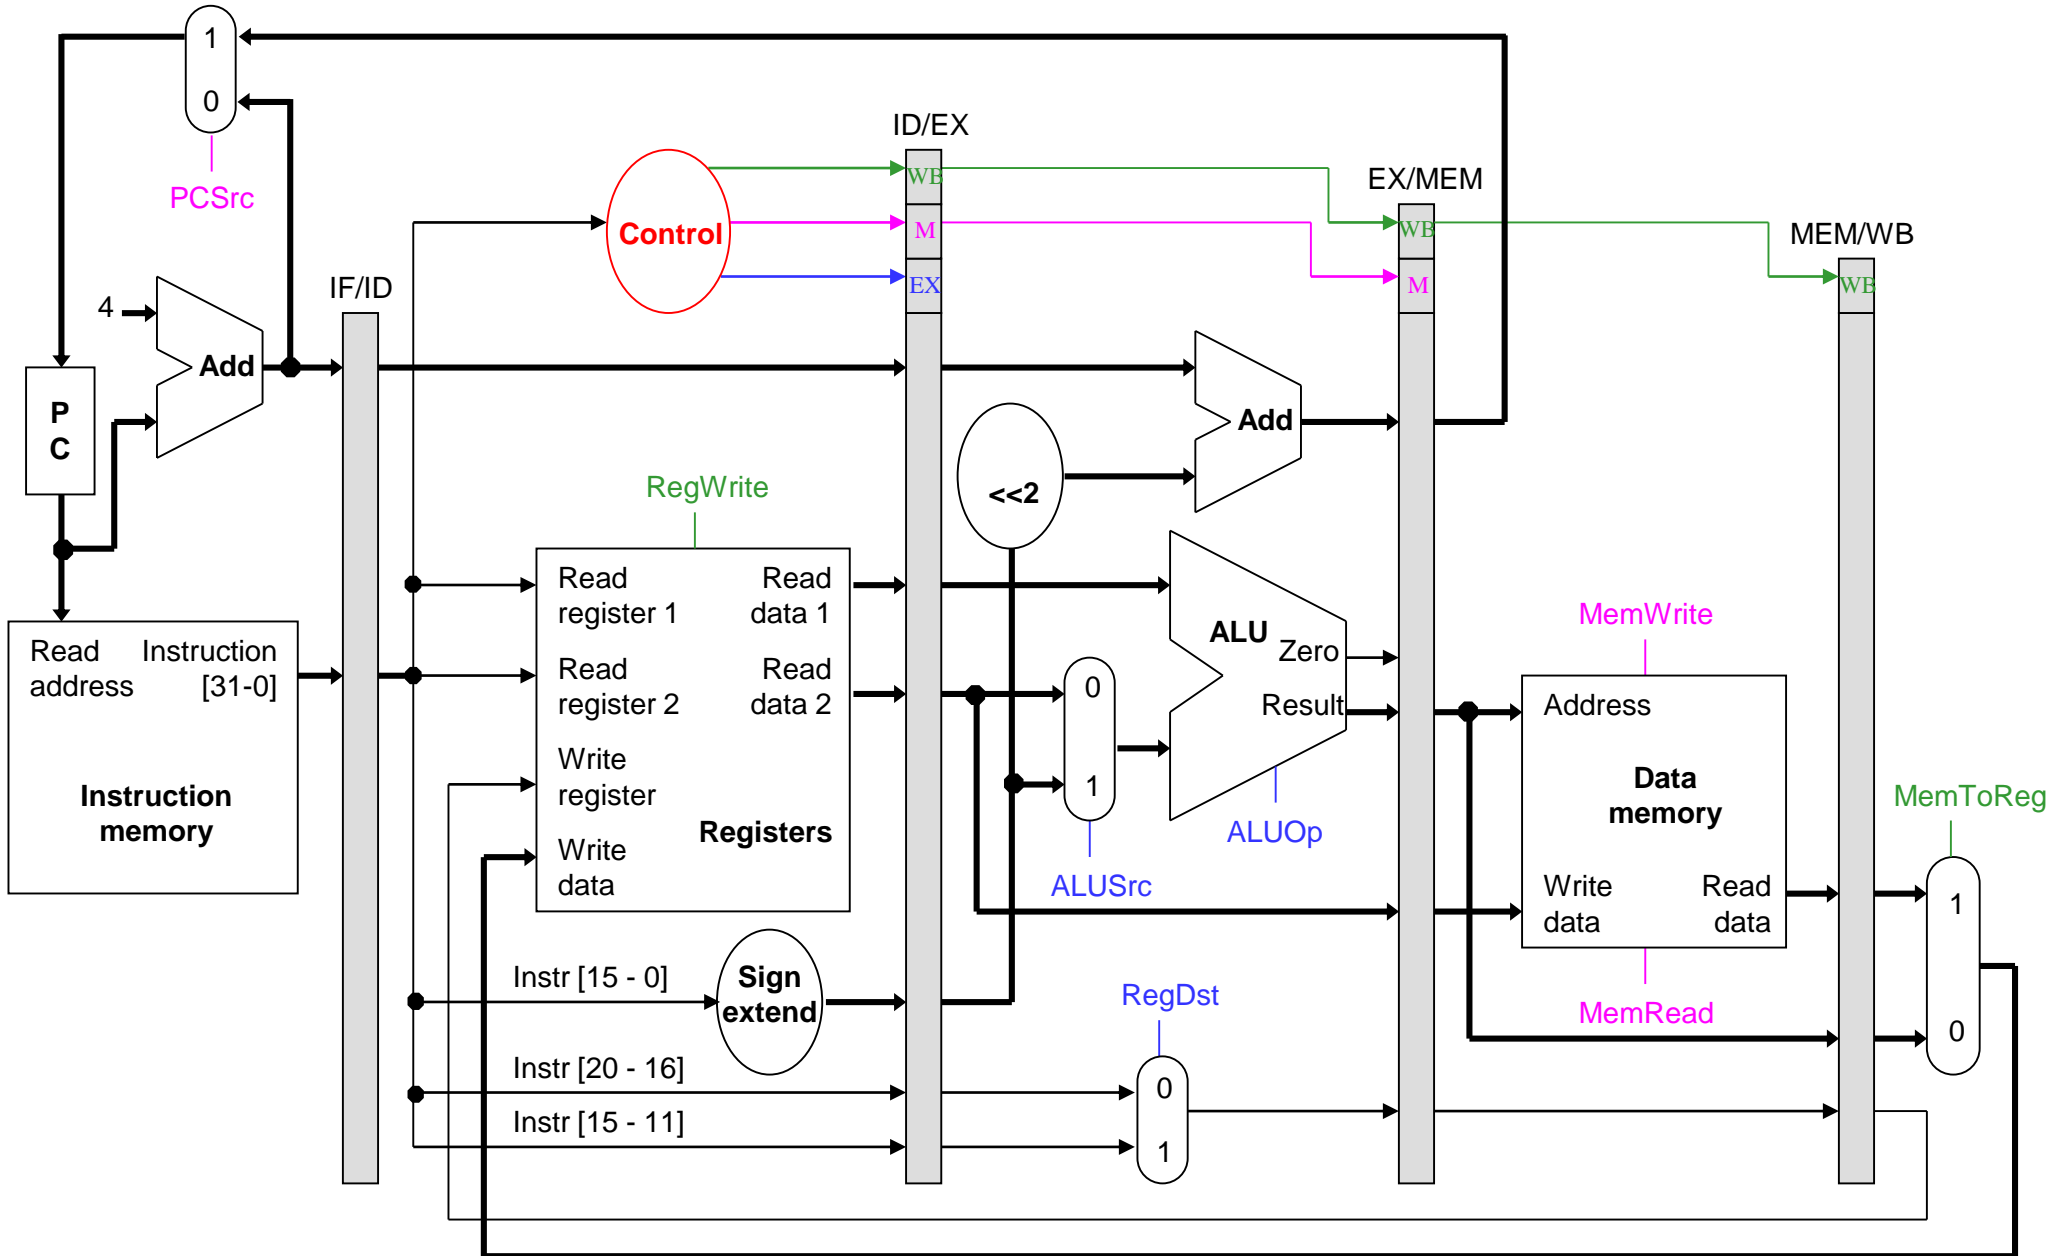 1
0
PCSrc
ID/EX
WB
M
EX
Control
EX/MEM
WB
M
MEM/WB
WB
IF/ID
4
Add
P
C
Add
<<2
RegWrite
Read
register 1
Read
data 1
Read
register 2
Read
data 2
Write
register
Write
data
Registers
Read
address
Instruction
[31-0]
Instruction
memory
ALU
Zero
Result
0
1
ALUSrc
ALUOp
MemWrite
Address
Data
memory
Write
data
Read
data
MemRead
MemToReg
1
0
Instr [15 - 0]
Sign
extend
RegDst
Instr [20 - 16]
Instr [15 - 11]
0
1